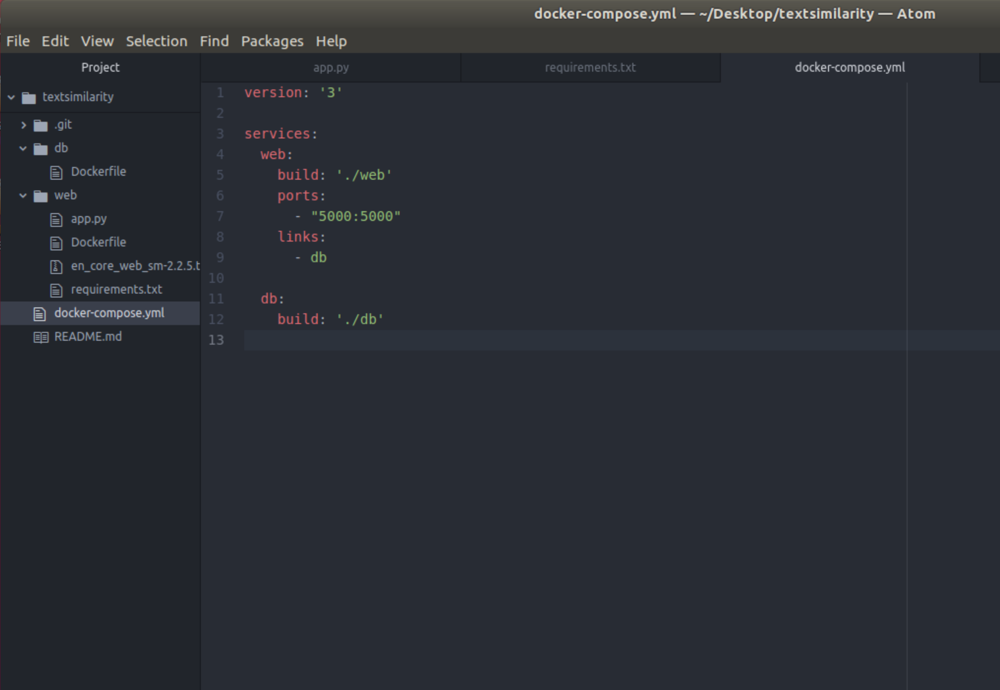 docker-compose.yml — ~/Desktop/textsimilarity — Atom
File Edit View Selection Find Packages Help
Project
textsimilarity
.git
db
Dockerfile
web
app.py
Dockerfile
en_core_web_sm-2.2.5.t
requirements.txt
docker-compose.yml
README.md
app.py requirements.txt docker-compose.yml
1 version: '3'
2
3 services:
4 web:
5 build: './web'
6 ports:
7 - "5000:5000"
8 links:
9 - db
10
11 db:
12 build: './db'
13